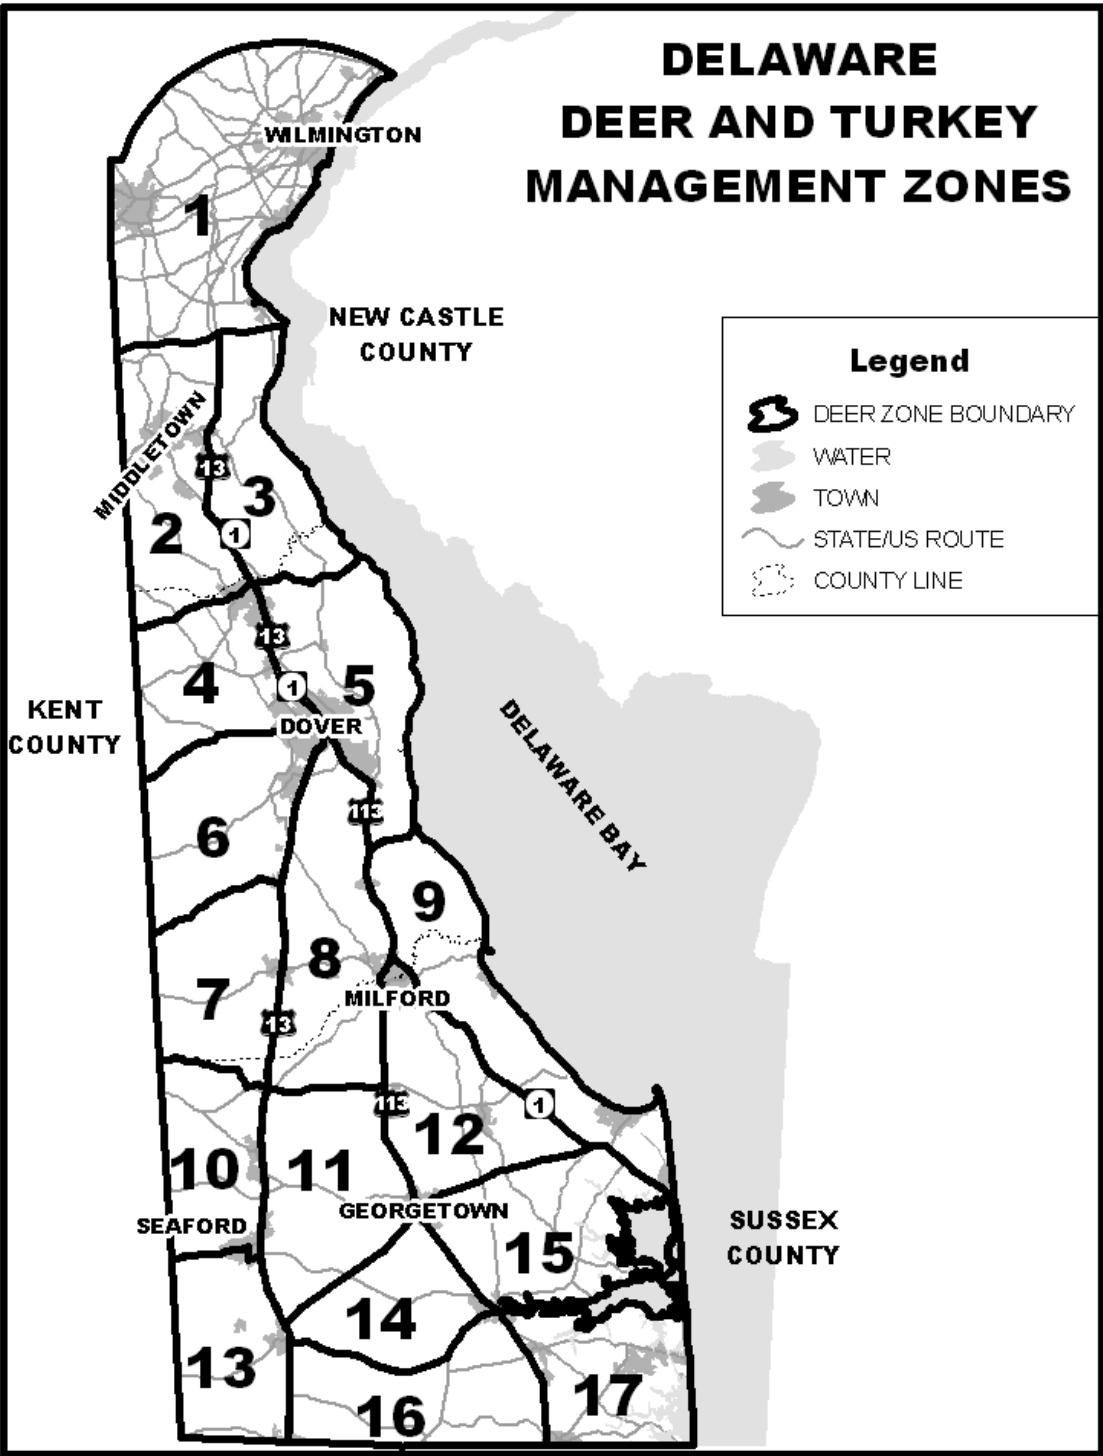 DELAWARE
DEER AND TURKEY
MANAGEMENT ZONES
WILMINGTON
1
NEW CASTLE
COUNTY
Legend
DEER ZONE BOUNDARY
WATER
TOWN
STATE/US ROUTE
COUNTY LINE
MIDDLETOWN
13
3
2
1
13
4
1
5
KENT
COUNTY
DOVER
DELAWARE BAY
113
6
9
8
7
MILFORD
13
113
1
12
10
11
SEAFORD
GEORGETOWN
SUSSEX
COUNTY
15
14
13
16
17